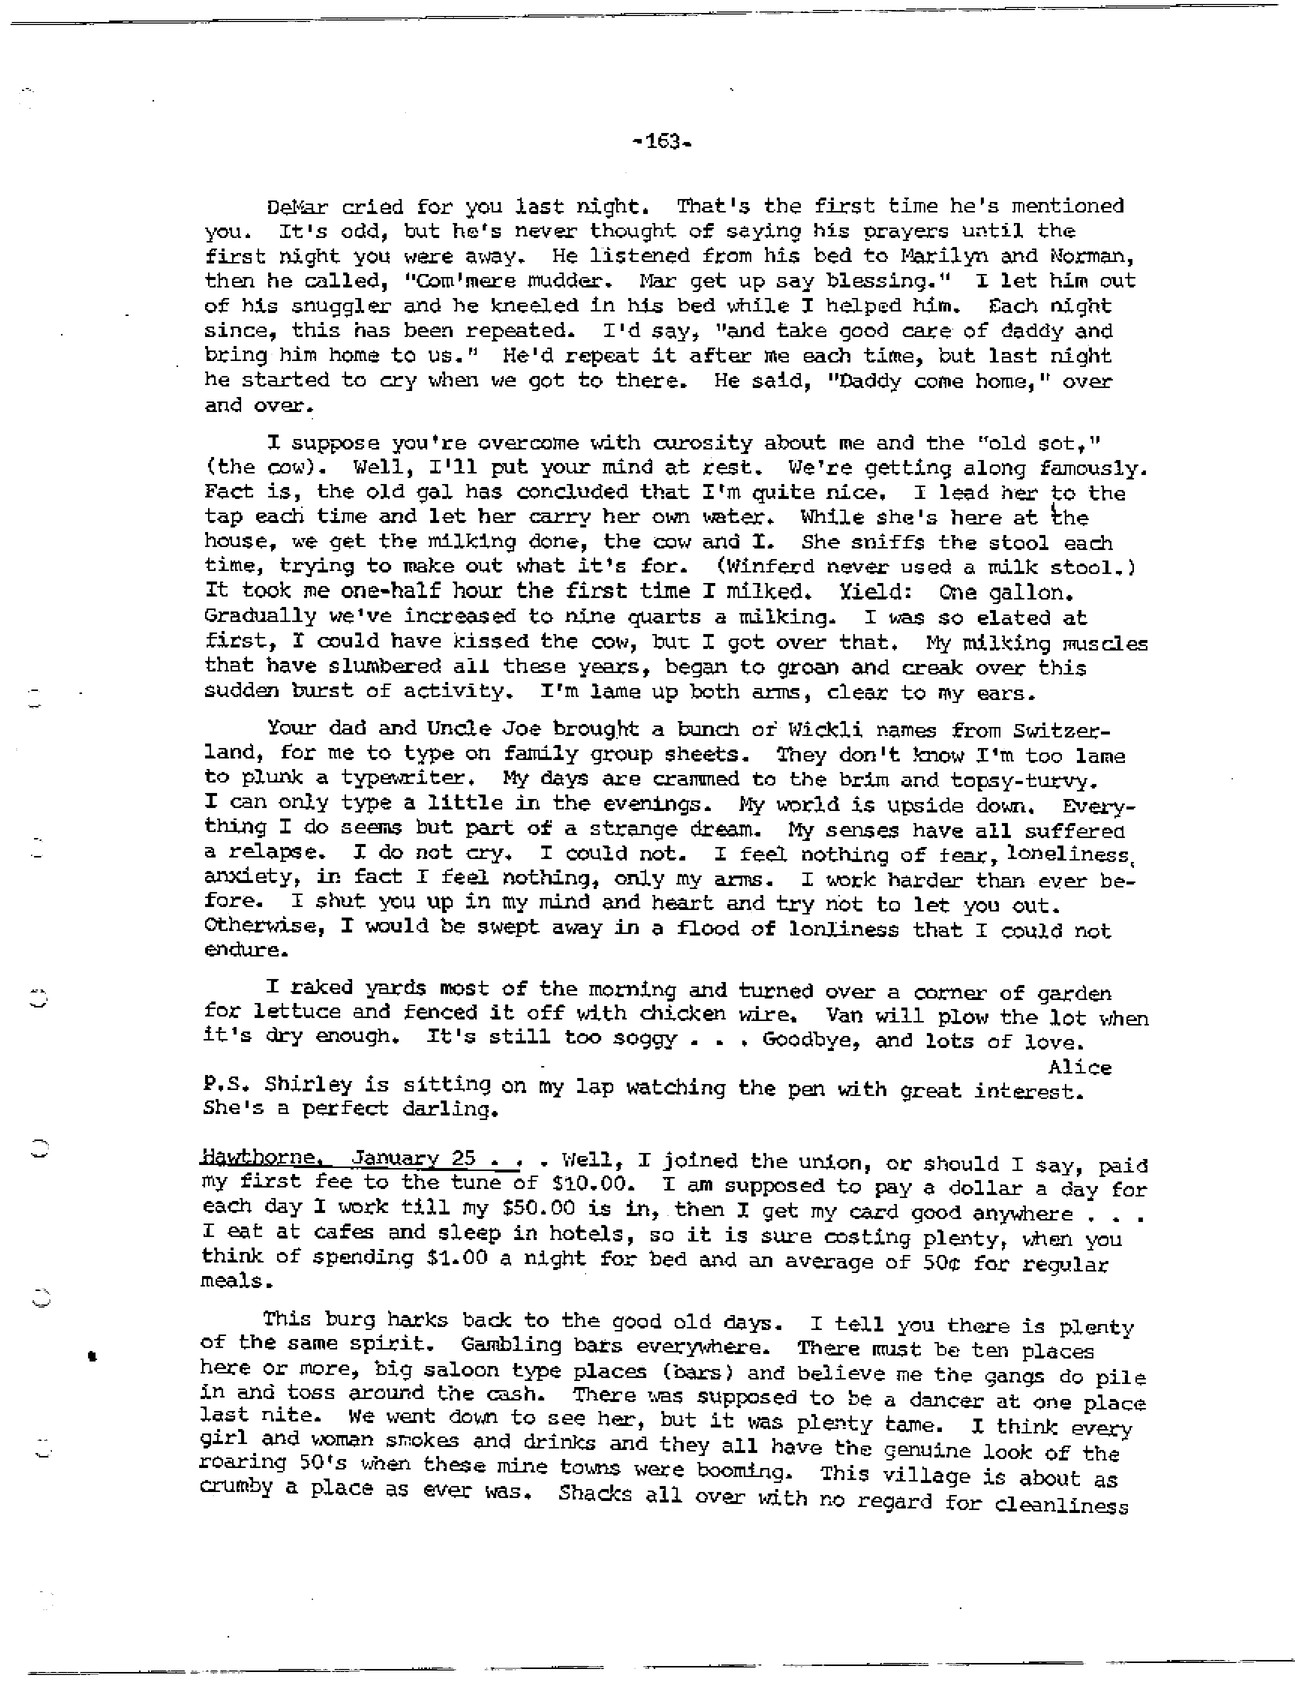 -163-
DeMar cried for you last night. That's the first time he's mentioned
you. It's odd, but he's never thought of saying his prayers until the
first night you were away. He listened from his bed to Marilyn and Norman,
then he called, "Com'mere mudder. Mar get up say blessing." I let him out
of his snuggler and he kneeled in his bed while I helped him. Each night
since, this has been repeated. I'd say, "and take good care of daddy and
bring him home to us." He'd repeat it after me each time, but last night
he started to cry when we got to there. He said, "Daddy come home," over
and over.
I suppose you're overcome with curosity about me and the "old sot,"
(the cow). Well, I'll put your mind at rest. We're getting along famously.
Fact is, the old gal has concluded that I'm quite nice. I lead her to the
tap each time and let her carry her own water. While she's here at the
house, we get the milking done, the cow and I. She sniffs the stool each
time, trying to make out what it's for. (Winferd never used a milk stool.)
It took me one-half hour the first time I milked. Yield: One gallon.
Gradually we've increased to nine quarts a milking. I was so elated at
first, I could have kissed the cow, but I got over that. My milking muscles
that have slumbered all these years, began to groan and creak over this
sudden burst of activity. I'm lame up both arms, clear to my ears.
Your dad and Uncle Joe brought a bunch of Wickli names from Switzer-
land, for me to type on family group sheets. They don't know I'm too lame
to plunk a typewriter. My days are crammed to the brim and topsy-turvy.
I can only type a little in the evenings. My world is upside down. Every-
thing I do seems but part of a strange dream. My senses have all suffered
a relapse. I do not cry. I could not. I feel nothing of fear, loneliness,
anxiety, in fact I feel nothing, only my arms. I work harder than ever be-
fore. I shut you up in my mind and heart and try not to let you out.
Otherwise, I would be swept away in a flood of lonliness that I could not
endure.
I raked yards most of the morning and turned over a corner of garden
for lettuce and fenced it off with chicken wire. Van will plow the lot when
it's dry enough. It's still too soggy . . . Goodbye, and lots of love.
Alice
P.S. Shirley is sitting on my lap watching the pen with great interest.
She's a perfect darling.
Hawthorne, January 25 . . . Well, I joined the union, or should I say, paid
my first fee to the tune of $10.00. I am supposed to pay a dollar a day for
each day I work till my $50.00 is in, then I get my card good anywhere . . .
I eat at cafes and sleep in hotels, so it is sure costing plenty, when you
think of spending $1.00 a night for bed and an average of 50¢ for regular
meals.
This burg harks back to the good old days. I tell you there is plenty
of the same spirit. Gambling bars everywhere. There must be ten places
here or more, big saloon type places (bars) and believe me the gangs do pile
in and toss around the cash. There was supposed to be a dancer at one place
last nite. We went down to see her, but it was plenty tame. I think every
girl and woman smokes and drinks and they all have the genuine look of the
roaring 50's when these mine towns were booming. This village is about as
crumby a place as ever was. Shacks all over with no regard for cleanliness